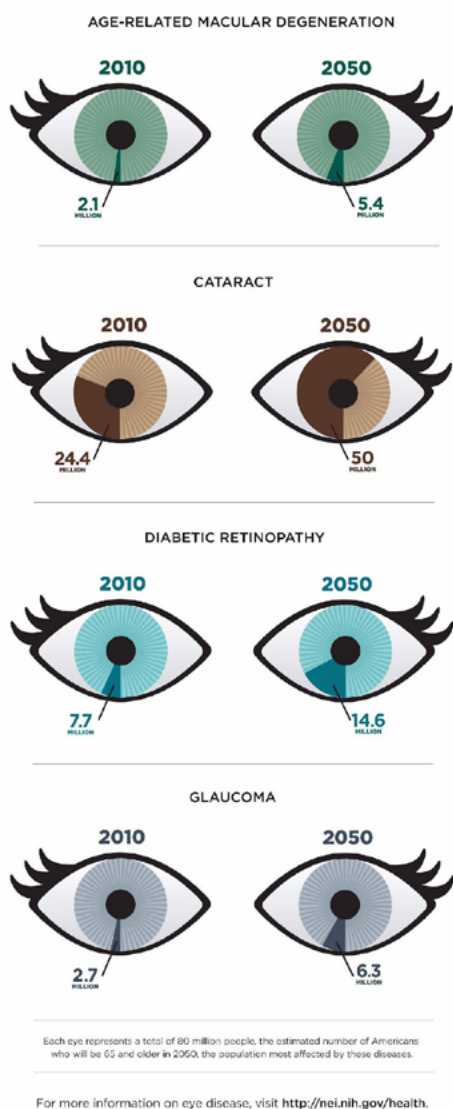 AGE-RELATED MACULAR DEGENERATION
2010 2050
2.1 5.4
MILLION MILLION
CATARACT
2010 2050
24.4 50
MILLION MILLION
DIABETIC RETINOPATHY
2010 2050
7.7 14.6
MILLION MILLION
GLAUCOMA
2010 2050
2.7 6.3
MILLION MILLION
Each eye represents a total of 80 million people, the estimated number of Americans
who will be 65 and older in 2050, the population most affected by these diseases.
For more information on eye disease, visit http://nei.nih.gov/health.